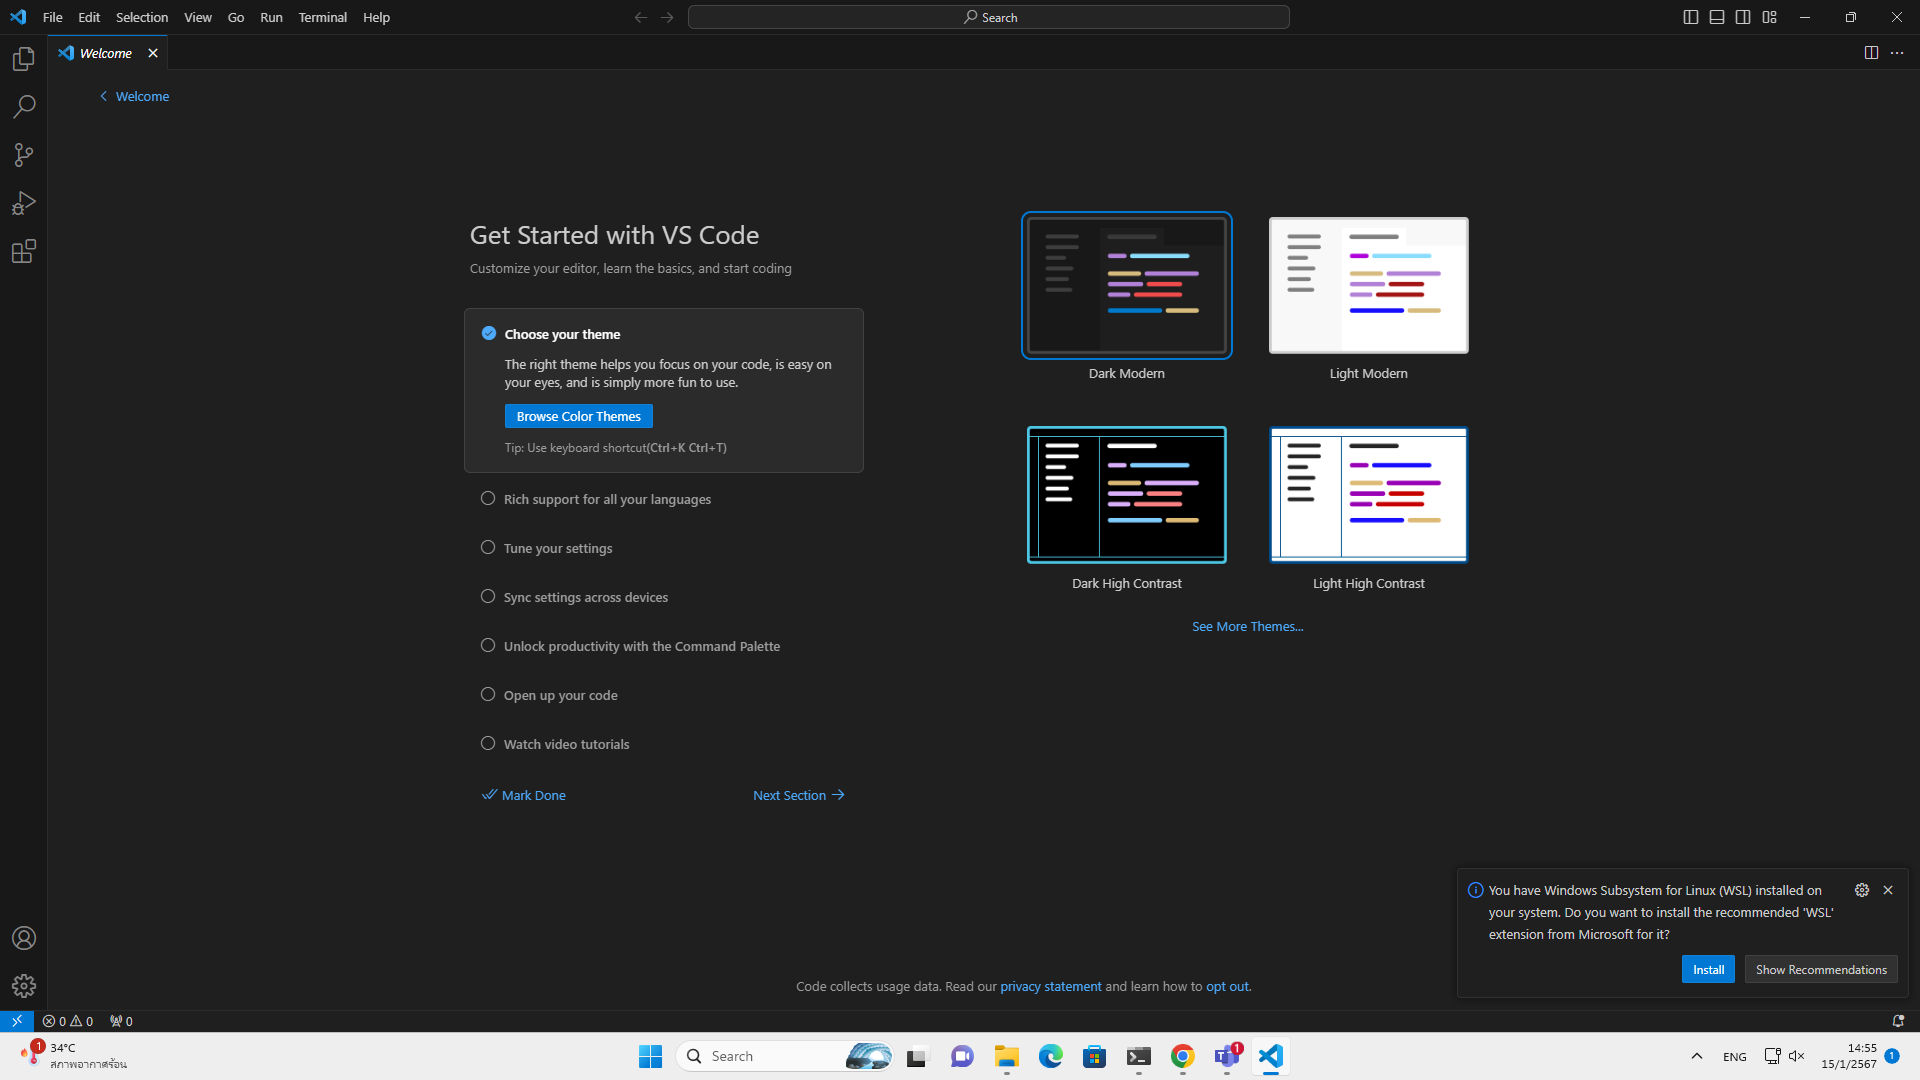 File Edit Selection View Go Run Terminal Help
Search
Welcome
Welcome
Get Started with VS Code
Customize your editor, learn the basics, and start coding
Choose your theme
The right theme helps you focus on your code, is easy on
your eyes, and is simply more fun to use.
Browse Color Themes
Tip: Use keyboard shortcut(Ctrl+K Ctrl+T)
Rich support for all your languages
Tune your settings
Sync settings across devices
Unlock productivity with the Command Palette
Open up your code
Watch video tutorials
Mark Done
Next Section
Dark Modern
Light Modern
Dark High Contrast
Light High Contrast
See More Themes...
You have Windows Subsystem for Linux (WSL) installed on
your system. Do you want to install the recommended 'WSL'
extension from Microsoft for it?
Install
Show Recommendations
Code collects usage data. Read our privacy statement and learn how to opt out.
0 0 0
1
34°C
สภาพอากาศร้อน
Search
1
ENG
14:55
15/1/2567
1